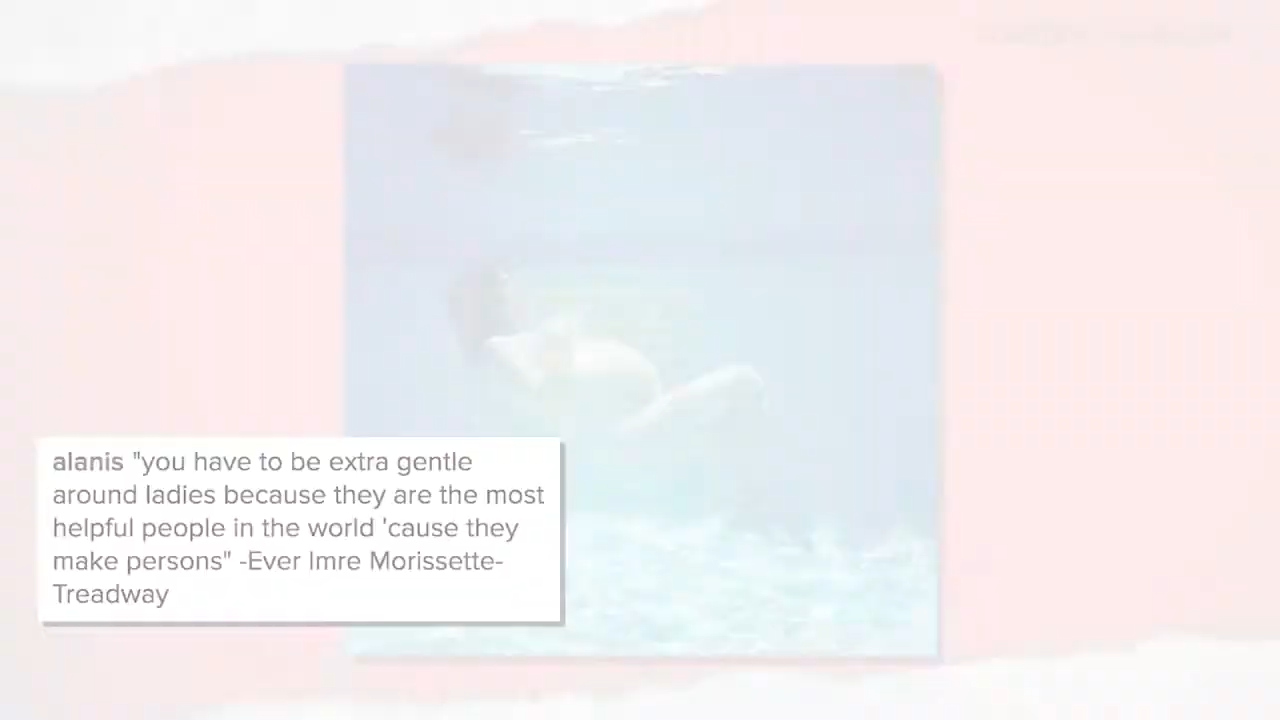 alanis "you have to be extra gentle
around ladies because they are the most
helpful people in the world 'cause they
make persons" -Ever Imre Morissette-
Treadway